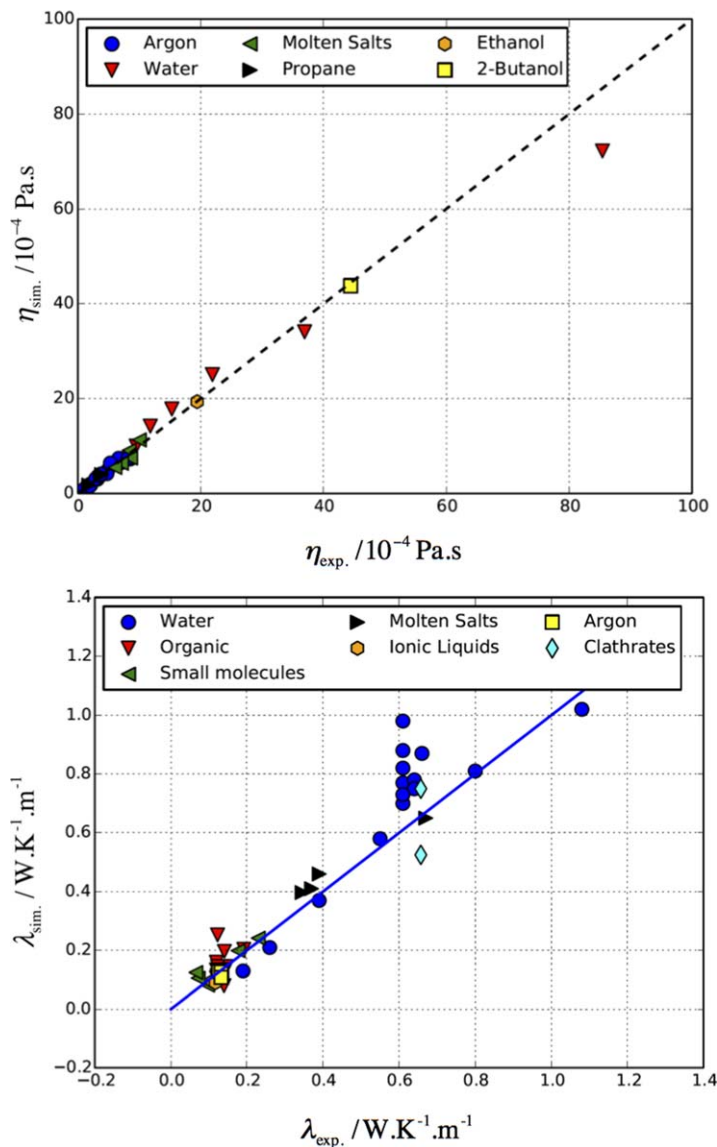 100
80
60
40
20
0
Argon Molten Salts Ethanol
Water Propane 2-Butanol
ηsim. /10⁻⁴ Pa.s
0 20 40 60 80 100
ηexp. /10⁻⁴ Pa.s
1.4
1.2
1.0
0.8
0.6
0.4
0.2
0.0
−0.2
Water Molten Salts Argon
Organic Ionic Liquids Clathrates
Small molecules
λsim. / W.K⁻¹.m⁻¹
−0.2 0.0 0.2 0.4 0.6 0.8 1.0 1.2 1.4
λexp. / W.K⁻¹.m⁻¹